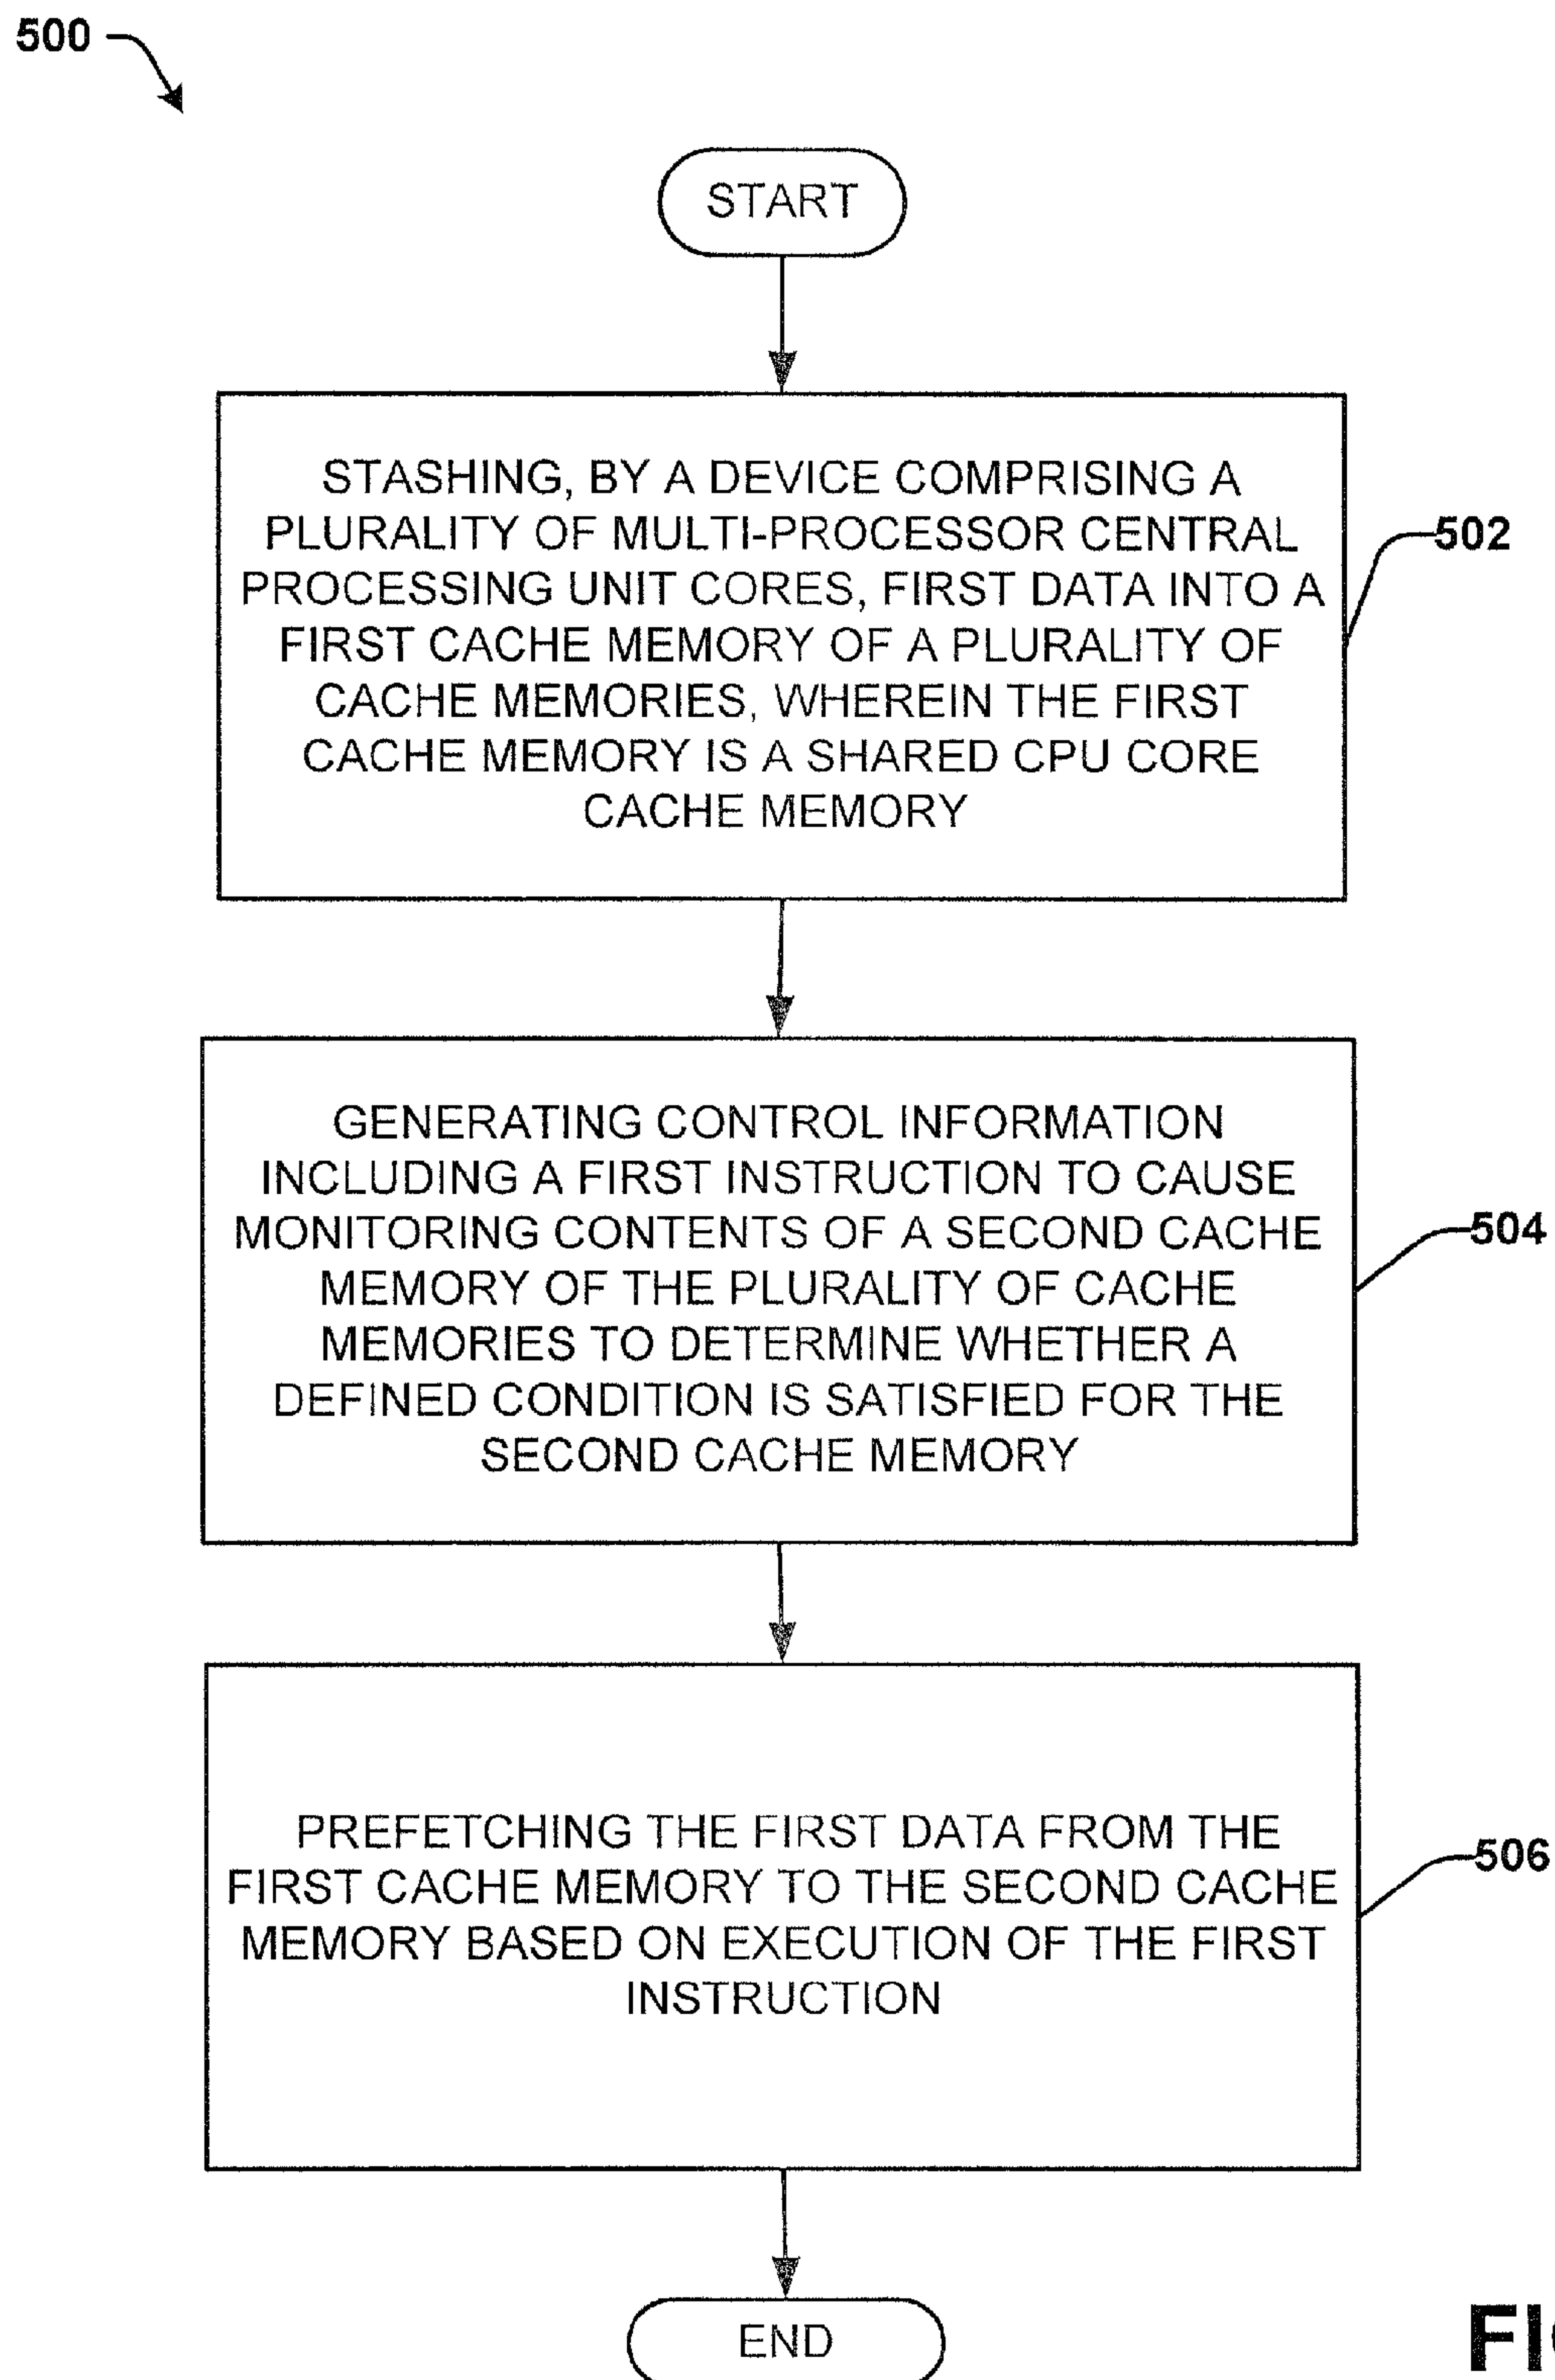 500
START
STASHING, BY A DEVICE COMPRISING A
PLURALITY OF MULTI-PROCESSOR CENTRAL
PROCESSING UNIT CORES, FIRST DATA INTO A
FIRST CACHE MEMORY OF A PLURALITY OF
CACHE MEMORIES, WHEREIN THE FIRST
CACHE MEMORY IS A SHARED CPU CORE
CACHE MEMORY
502
GENERATING CONTROL INFORMATION
INCLUDING A FIRST INSTRUCTION TO CAUSE
MONITORING CONTENTS OF A SECOND CACHE
MEMORY OF THE PLURALITY OF CACHE
MEMORIES TO DETERMINE WHETHER A
DEFINED CONDITION IS SATISFIED FOR THE
SECOND CACHE MEMORY
504
PREFETCHING THE FIRST DATA FROM THE
FIRST CACHE MEMORY TO THE SECOND CACHE
MEMORY BASED ON EXECUTION OF THE FIRST
INSTRUCTION
506
END